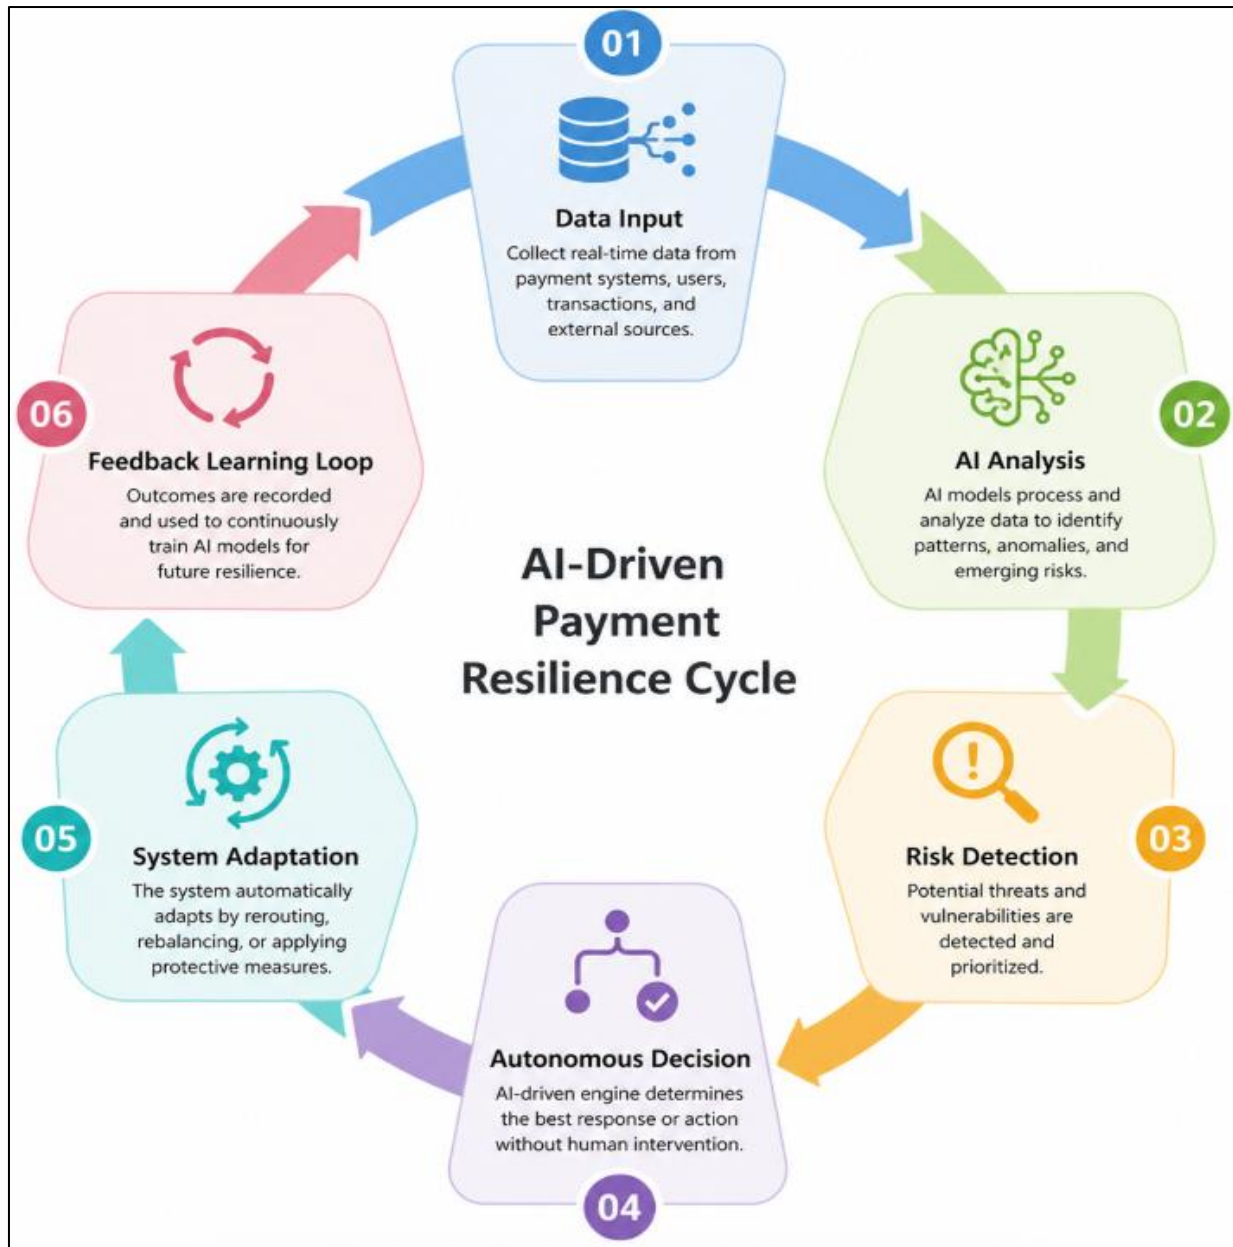 01
Data Input
Collect real-time data from
payment systems, users,
transactions, and
external sources.
02
AI
AI Analysis
AI models process and
analyze data to identify
patterns, anomalies, and
emerging risks.
03
!
Risk Detection
Potential threats and
vulnerabilities are
detected and
prioritized.
04
Autonomous Decision
AI-driven engine determines
the best response or action
without human intervention.
05
System Adaptation
The system automatically
adapts by rerouting,
rebalancing, or applying
protective measures.
06
Feedback Learning Loop
Outcomes are recorded
and used to continuously
train AI models for
future resilience.
AI-Driven
Payment
Resilience Cycle